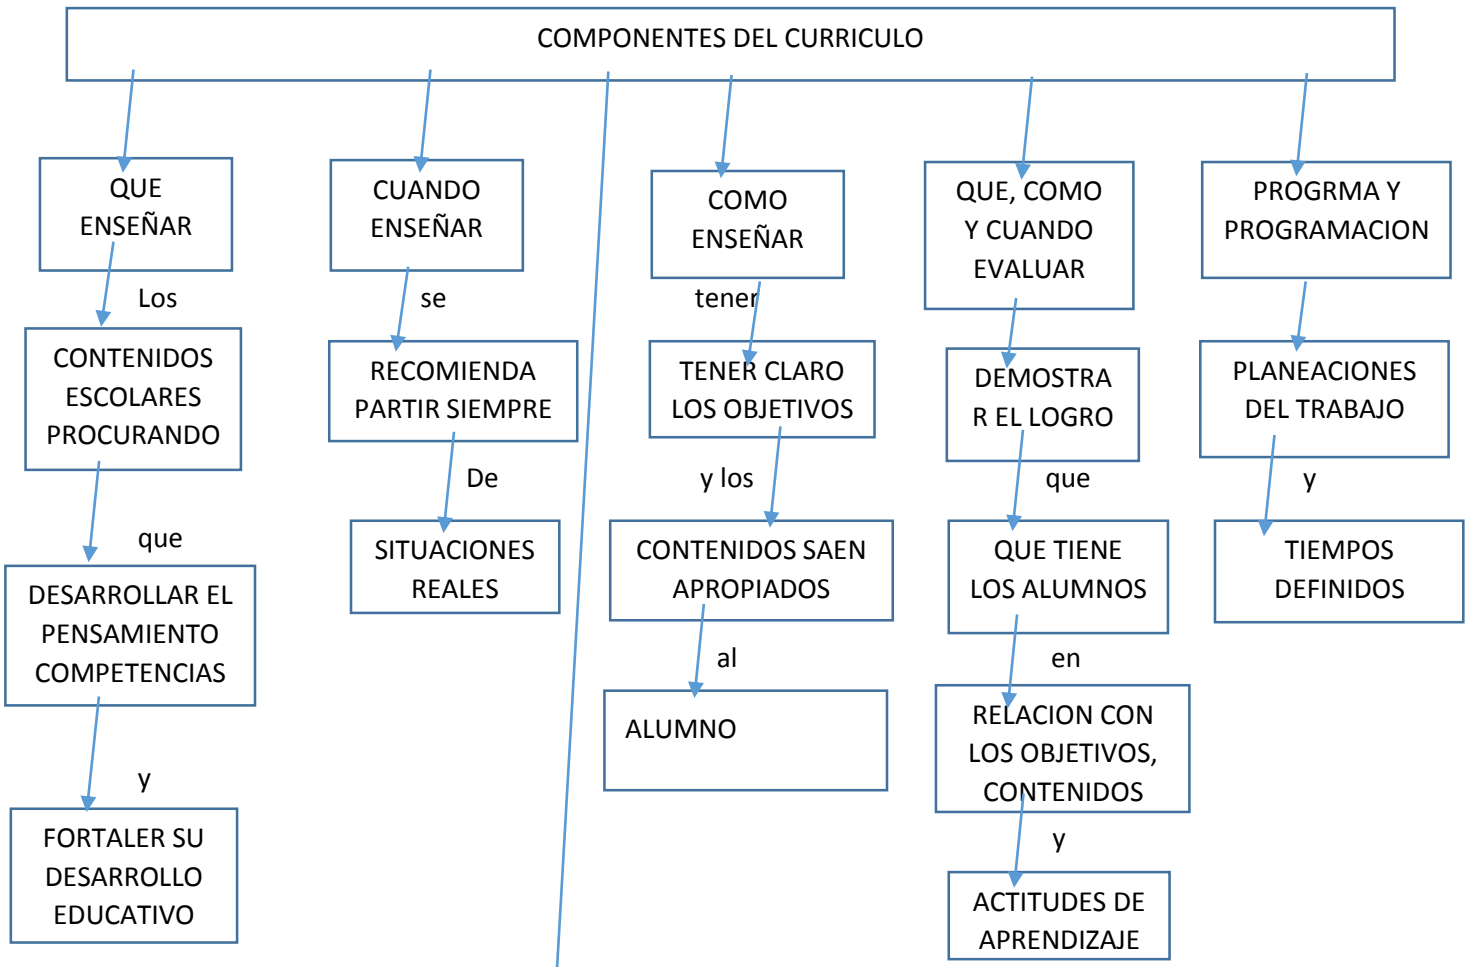 COMPONENTES DEL CURRICULO
QUE
ENSEÑAR
Los
CONTENIDOS
ESCOLARES
PROCURANDO
que
DESARROLLAR EL
PENSAMIENTO
COMPETENCIAS
y
FORTALER SU
DESARROLLO
EDUCATIVO
CUANDO
ENSEÑAR
se
RECOMIENDA
PARTIR SIEMPRE
De
SITUACIONES
REALES
COMO
ENSEÑAR
tener
TENER CLARO
LOS OBJETIVOS
y los
CONTENIDOS SAEN
APROPIADOS
al
ALUMNO
QUE, COMO
Y CUANDO
EVALUAR
DEMOSTRA
R EL LOGRO
que
QUE TIENE
LOS ALUMNOS
en
RELACION CON
LOS OBJETIVOS,
CONTENIDOS
y
ACTITUDES DE
APRENDIZAJE
PROGRMA Y
PROGRAMACION
PLANEACIONES
DEL TRABAJO
y
TIEMPOS
DEFINIDOS